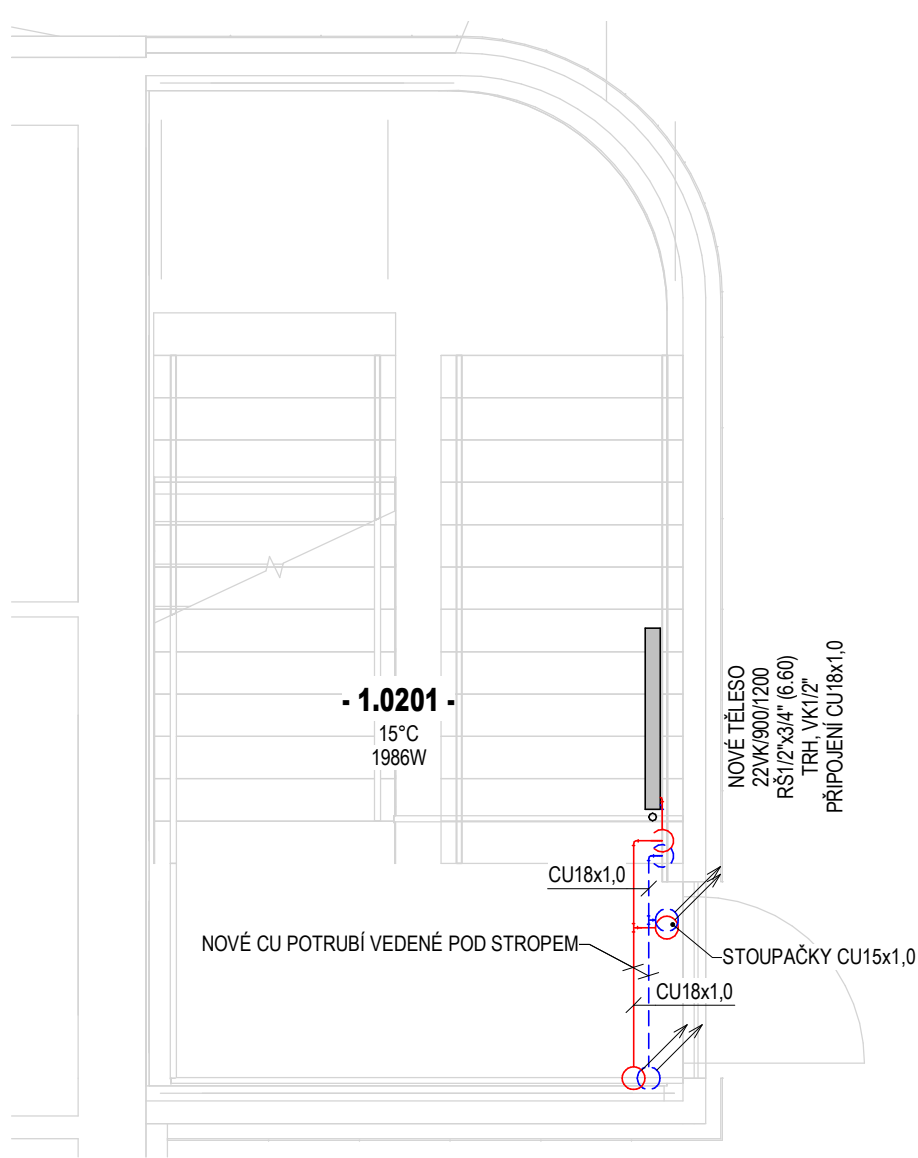 - 1.0201 -
15°C
1986W
NOVÉ TĚLESO
22VK/900/1200
RŠ1/2"x3/4" (6.60)
TRH, VK1/2"
PŘIPOJENÍ CU18x1,0
CU18x1,0
NOVÉ CU POTRUBÍ VEDENÉ POD STROPEM
STOUPAČKY CU15x1,0
CU18x1,0